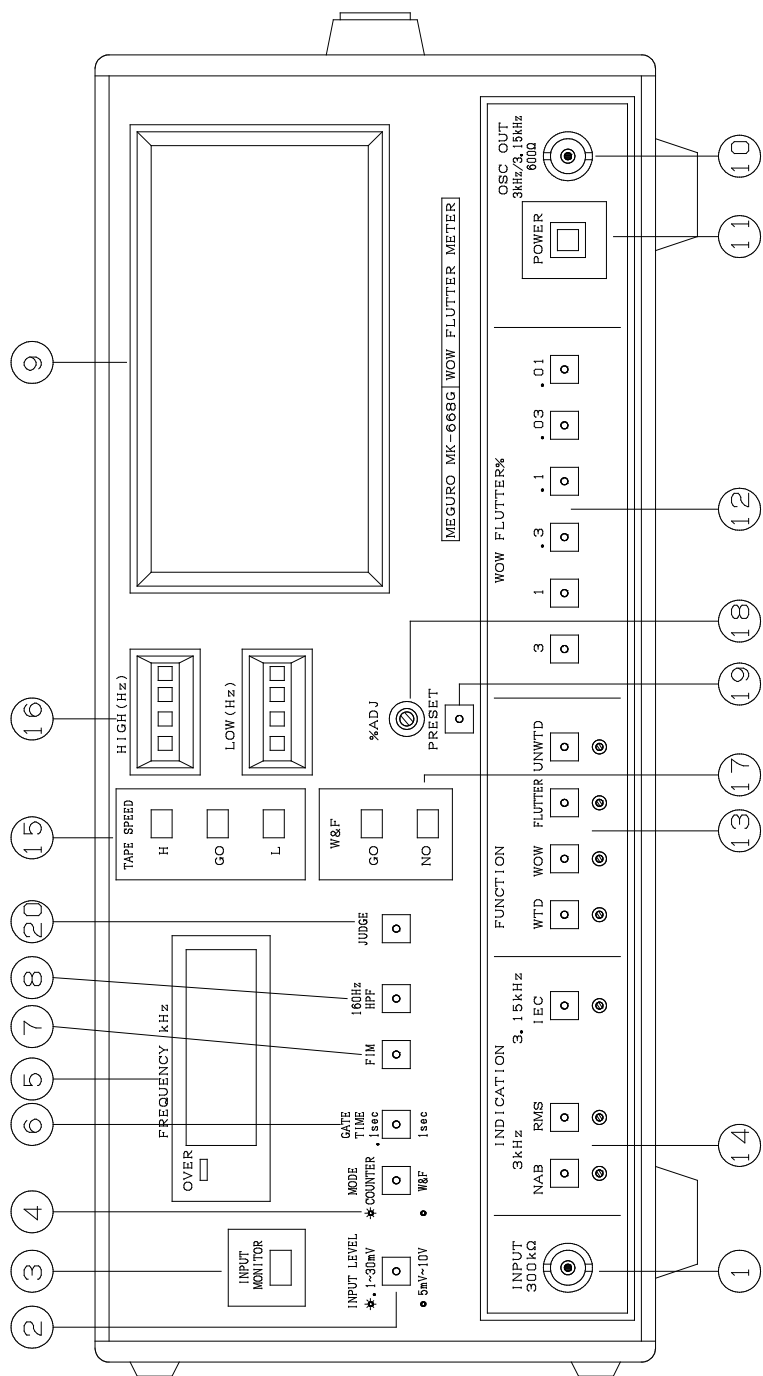 3
4
6
5
7
8
20
15
16
9
2
INPUT
MONITOR
OVER
FREQUENCY kHz
TAPE SPEED
H
GO
L
HIGH(Hz)
LOW(Hz)
INPUT LEVEL
.1~30mV
5mV~10V
MODE
COUNTER
W&F
GATE
TIME
.1sec
1sec
FIM
160Hz
HPF
JUDGE
W&F
GO
NO
%ADJ
PRESET
MEGURO MK-668G WOW FLUTTER METER
INPUT
300kΩ
INDICATION
3kHz
3.15kHz
NAB
RMS
IEC
FUNCTION
WTD
WOW
FLUTTER
UNWTD
WOW FLUTTER%
3
1
.3
.1
.03
.01
POWER
OSC OUT
3kHz/3.15kHz
600Ω
1
14
13
17
19
18
12
11
10